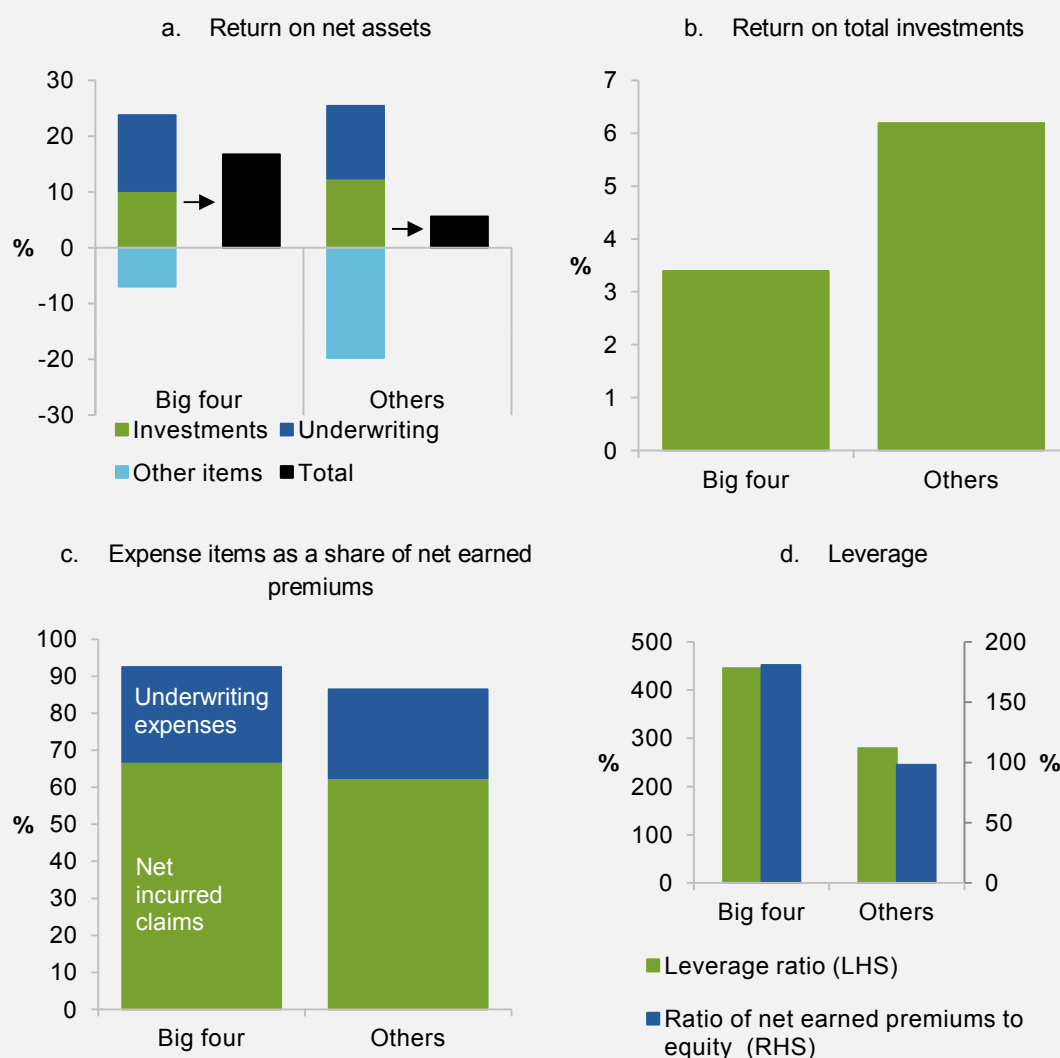 a. Return on net assets
30
20
10
0
-10
-20
-30
%
Big four Others
Investments Underwriting
Other items Total
b. Return on total investments
7
6
5
4
3
2
1
0
%
Big four Others
c. Expense items as a share of net earned
premiums
100
90
80
70
60
50
40
30
20
10
0
%
Underwriting
expenses
Net
incurred
claims
Big four Others
d. Leverage
500
400
300
200
100
0
%
200
150
100
50
0
%
Big four Others
Leverage ratio (LHS)
Ratio of net earned premiums to
equity (RHS)